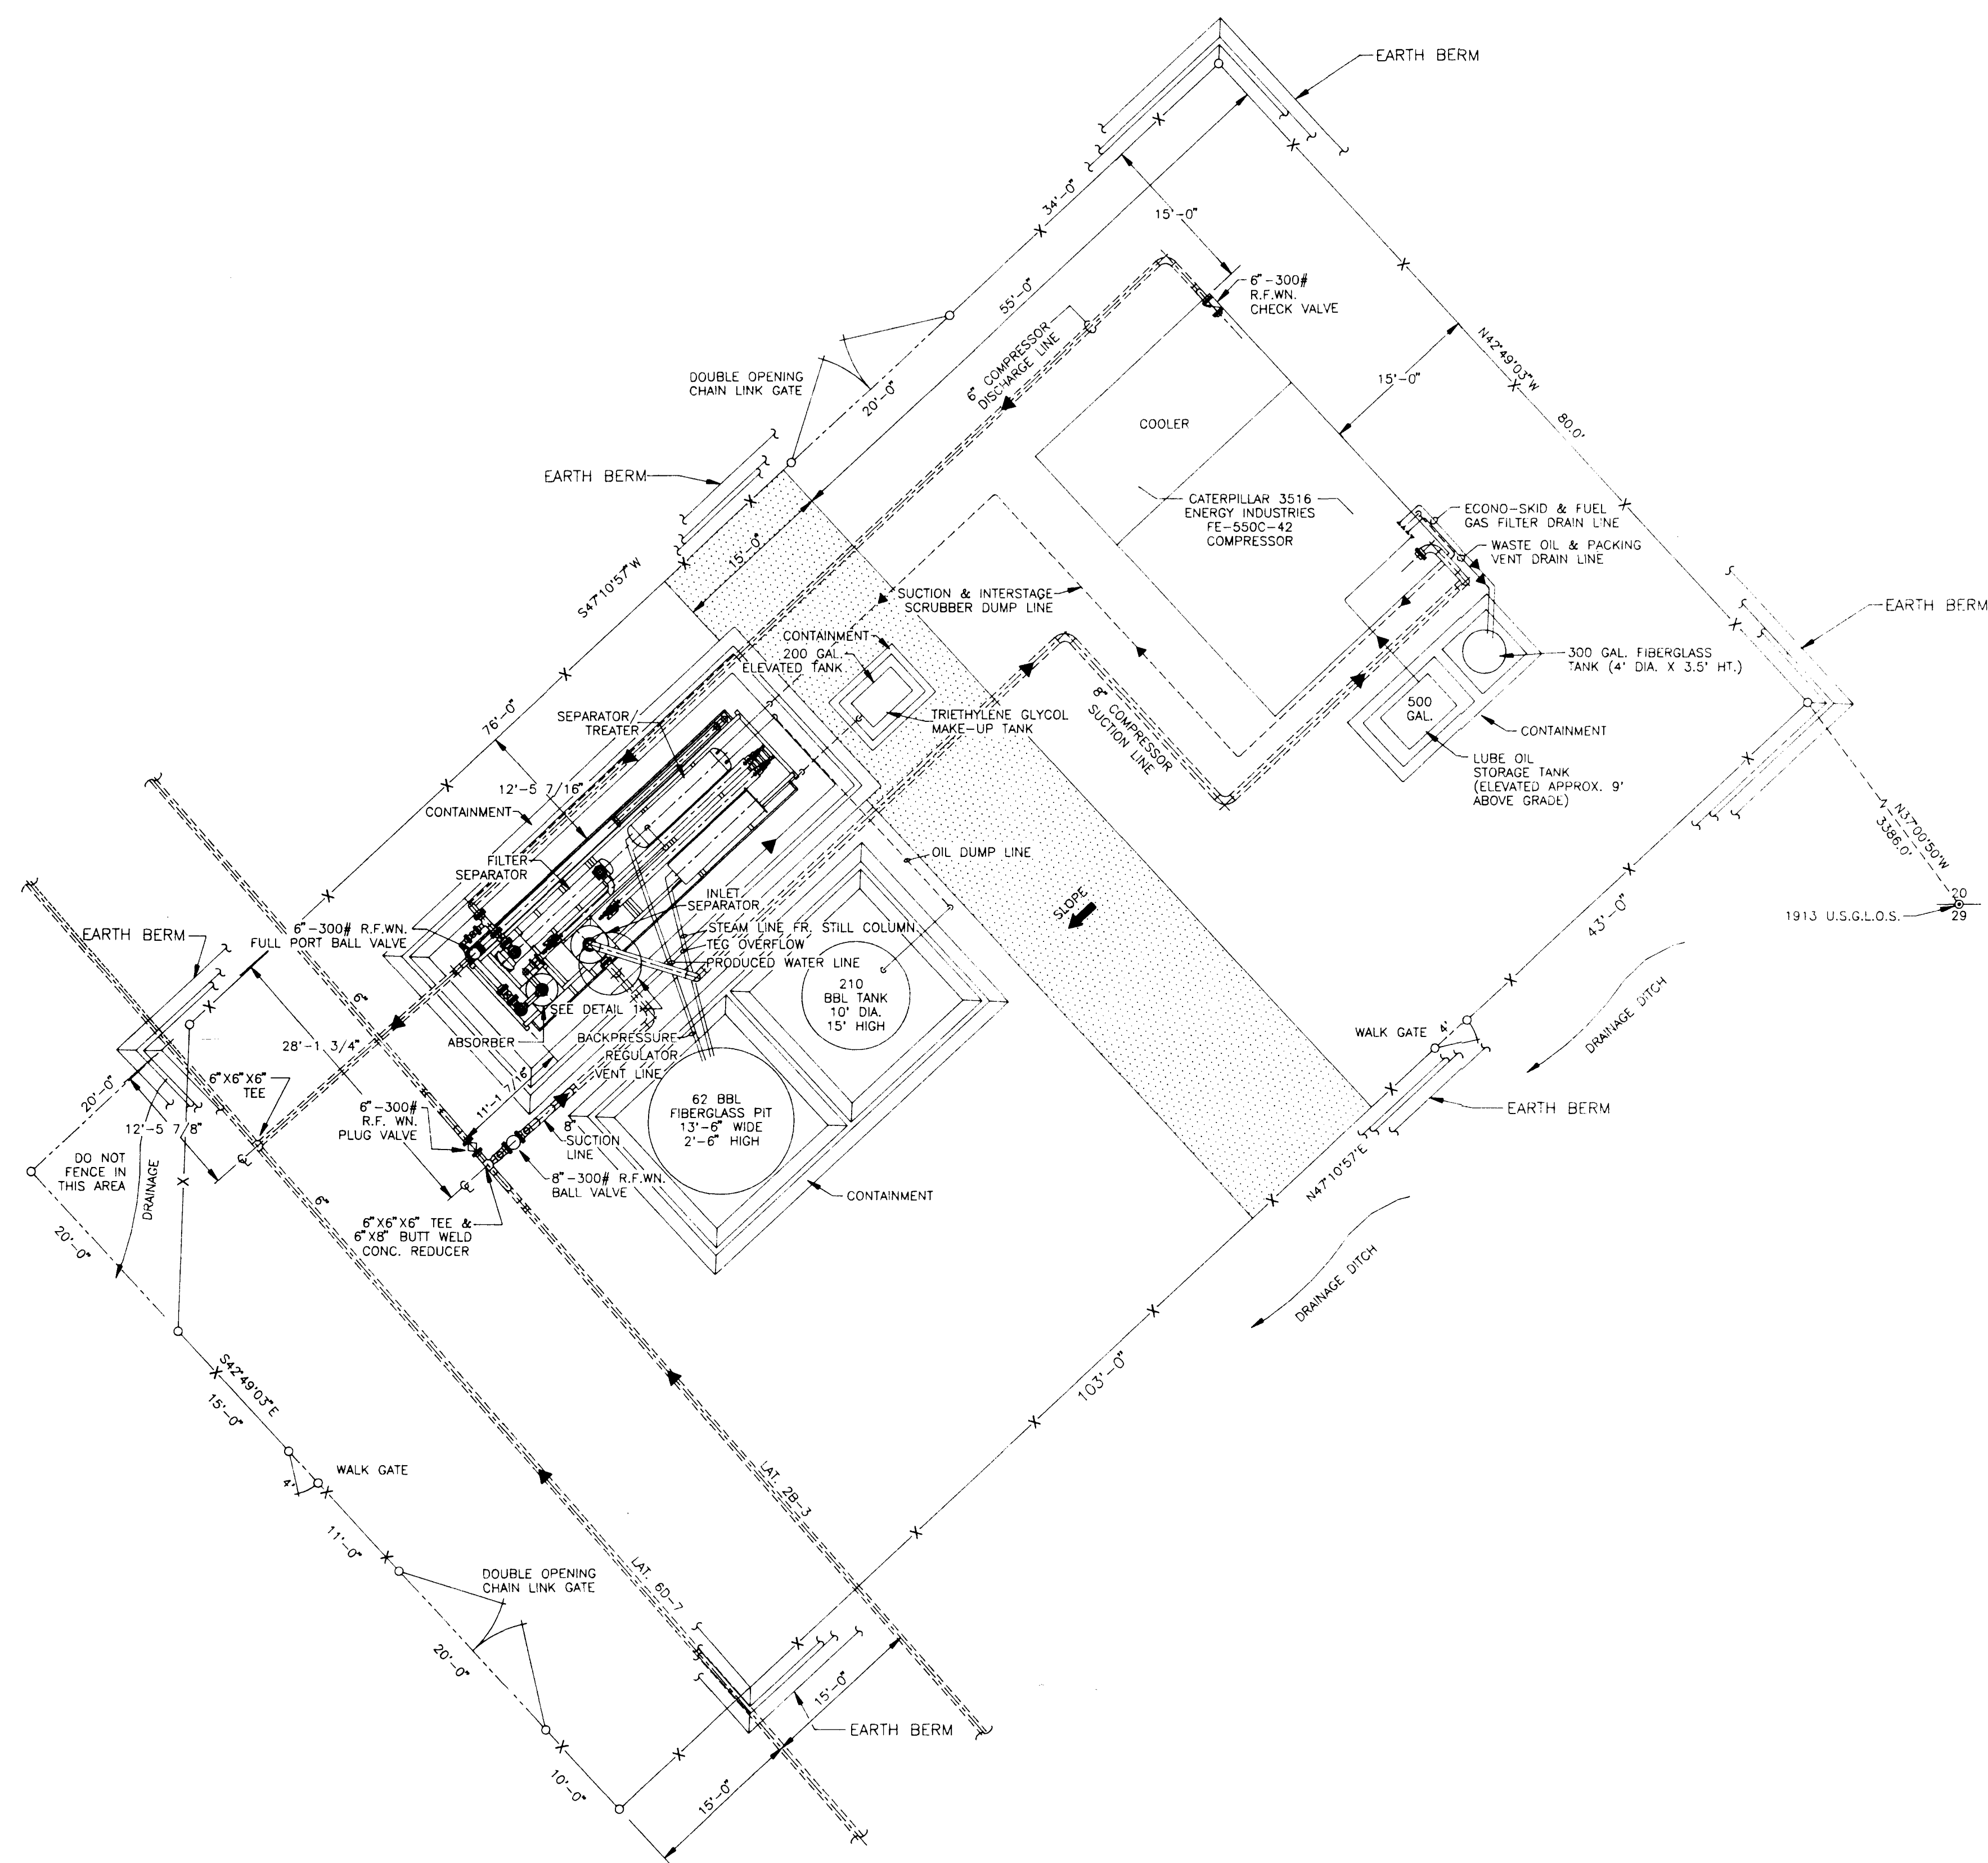 EARTH BERM
34'-0"
15'-0"
55'-0"
6"-300#
R.F.WN.
CHECK VALVE
6" COMPRESSOR
DISCHARGE LINE
N42°49'03"W
80.0'
15'-0"
DOUBLE OPENING
CHAIN LINK GATE
20'-0"
COOLER
EARTH BERM
CATERPILLAR 3516
ENERGY INDUSTRIES
FE-550C-42
COMPRESSOR
ECONO-SKID & FUEL
GAS FILTER DRAIN LINE
WASTE OIL & PACKING
VENT DRAIN LINE
15'-0"
S47°10'57"W
SUCTION & INTERSTAGE
SCRUBBER DUMP LINE
EARTH BERM
CONTAINMENT
200 GAL.
ELEVATED TANK
300 GAL. FIBERGLASS
TANK (4' DIA. X 3.5' HT.)
8" COMPRESSOR
SUCTION LINE
500
GAL.
76'-0"
SEPARATOR
TREATER
TRIETHYLENE GLYCOL
MAKE-UP TANK
CONTAINMENT
LUBE OIL
STORAGE TANK
(ELEVATED APPROX. 9'
ABOVE GRADE)
12'-5 7/16"
CONTAINMENT
N37°00'50"W
3386.0'
OIL DUMP LINE
FILTER
SEPARATOR
INLET
SEPARATOR
SLOPE
20
29
1913 U.S.G.L.O.S.
43'-0"
6"-300# R.F.WN.
FULL PORT BALL VALVE
EARTH BERM
STEAM LINE FR. STILL COLUMN
TEG OVERFLOW
PRODUCED WATER LINE
210
BBL TANK
10' DIA.
15' HIGH
6"
SEE DETAIL 1
DRAINAGE DITCH
WALK GATE
4'
ABSORBER
BACKPRESSURE
REGULATOR
VENT LINE
28'-1 3/4"
11'-1 7/16"
6"X6"X6"
TEE
20'-0"
62 BBL
FIBERGLASS PIT
13'-6" WIDE
2'-6" HIGH
EARTH BERM
6"-300#
R.F. WN.
PLUG VALVE
12'-5 7/8"
8"
SUCTION
LINE
DO NOT
FENCE IN
THIS AREA
DRAINAGE
8"-300# R.F.WN.
BALL VALVE
CONTAINMENT
N47°10'57"E
6"
6"X6"X6" TEE &
6"X8" BUTT WELD
CONC. REDUCER
20'-0"
DRAINAGE DITCH
S42°49'03"E
15'-0"
103'-0"
WALK GATE
4'
LAT. 2B-3
11'-0"
DOUBLE OPENING
CHAIN LINK GATE
LAT. 6D-7
20'-0"
15'-0"
EARTH BERM
10'-0"
15'-0"